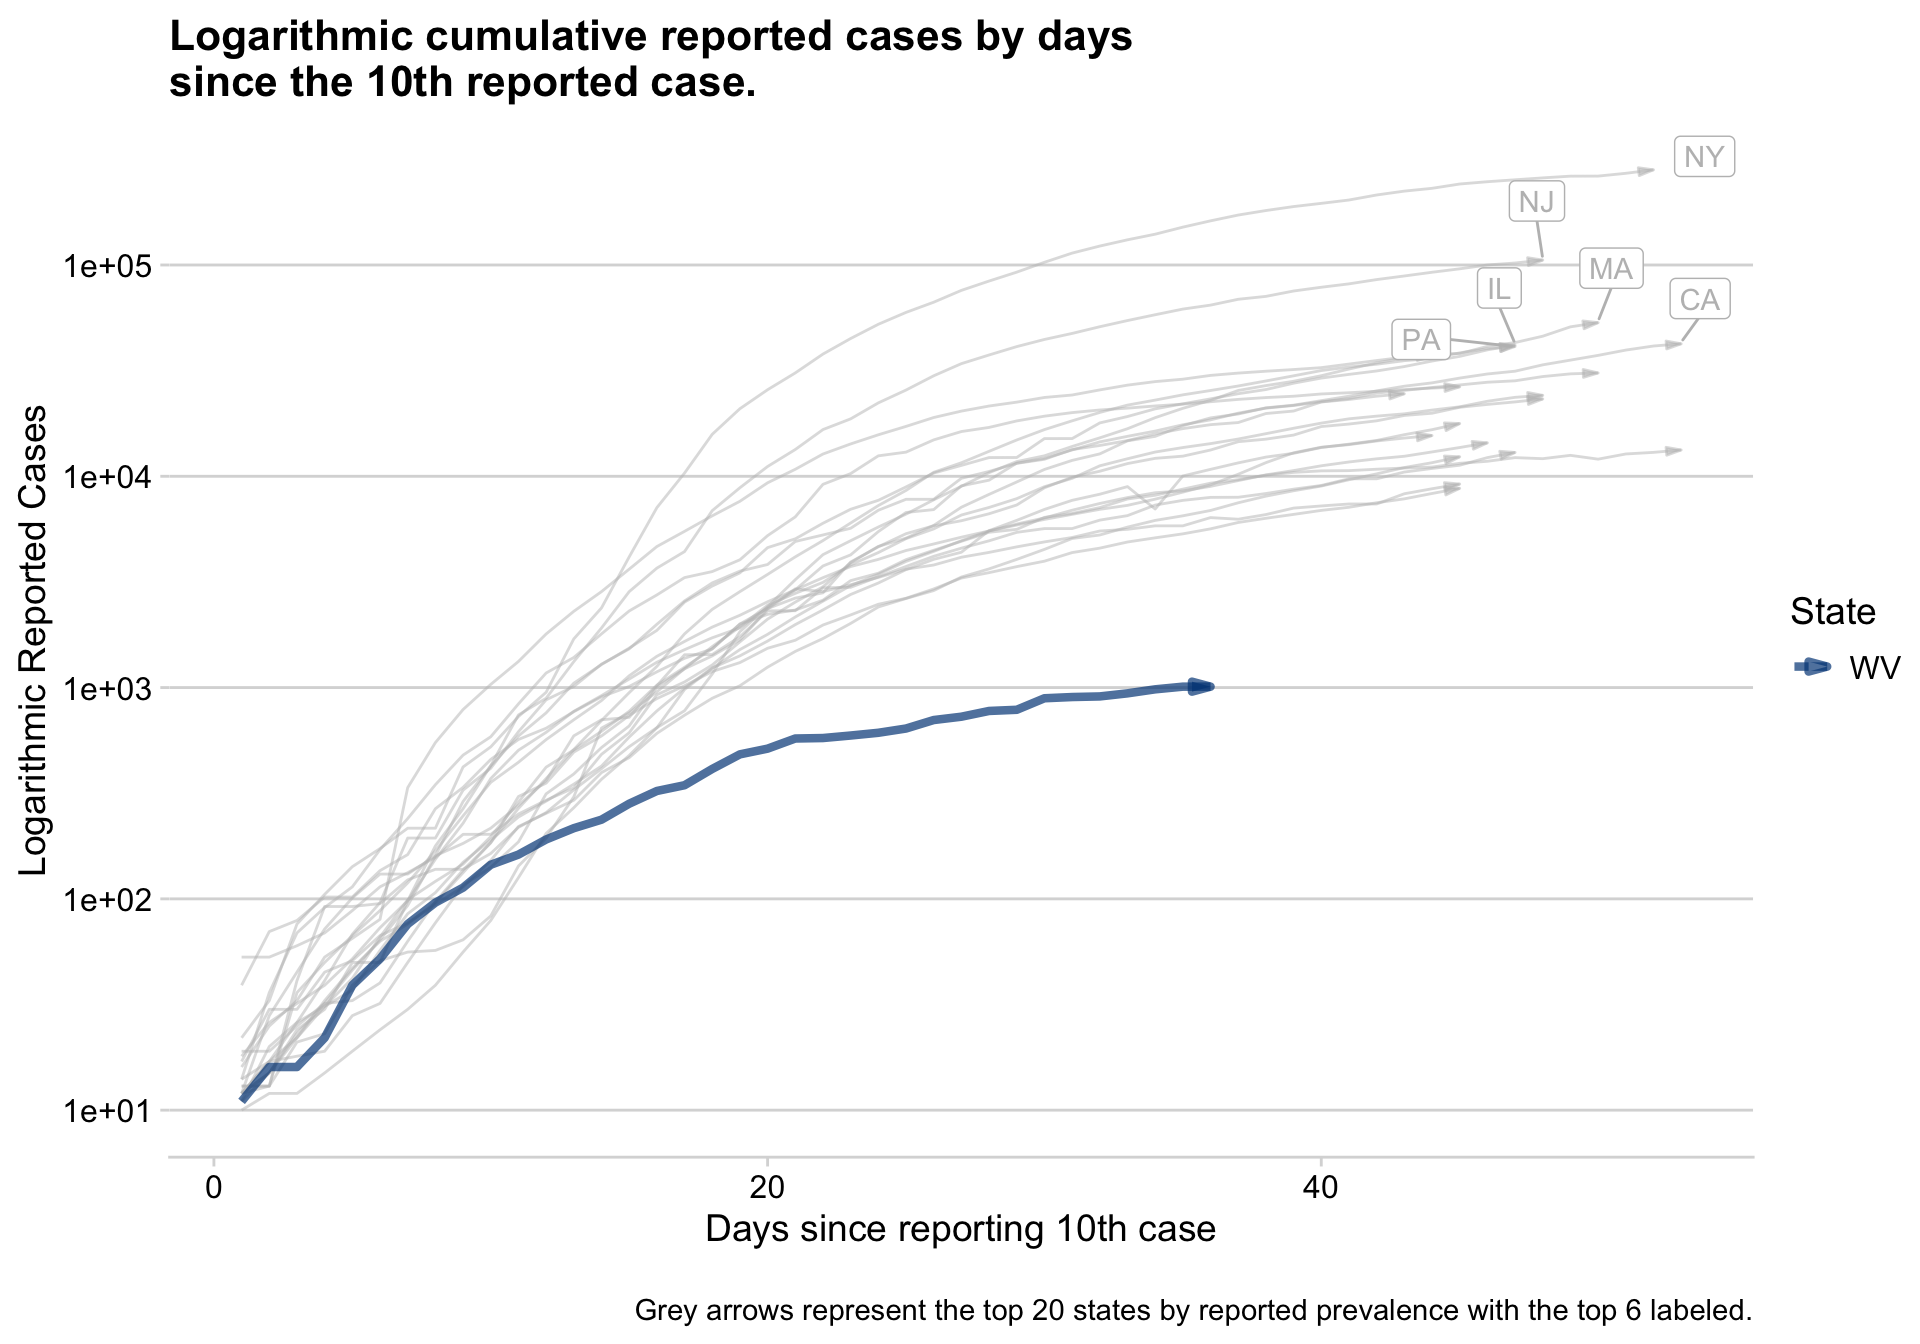 Logarithmic cumulative reported cases by days
since the 10th reported case.
NY
NJ
MA
IL
CA
PA
1e+05
1e+04
1e+03
1e+02
1e+01
Logarithmic Reported Cases
State
WV
0
20
40
Days since reporting 10th case
Grey arrows represent the top 20 states by reported prevalence with the top 6 labeled.